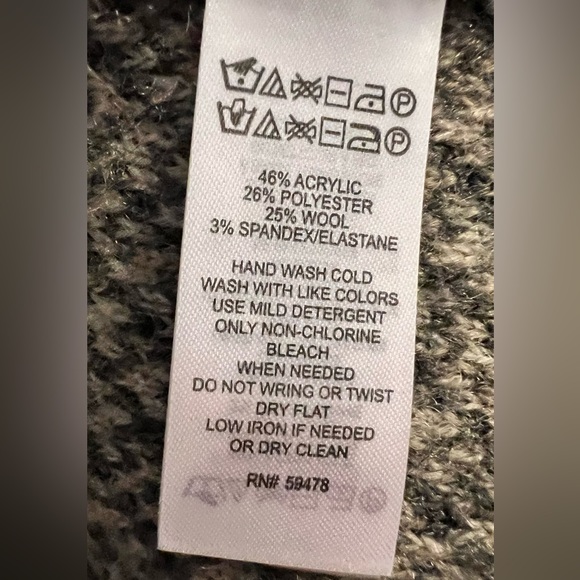 P
P
46% ACRYLIC
26% POLYESTER
25% WOOL
3% SPANDEX/ELASTANE
HAND WASH COLD
WASH WITH LIKE COLORS
USE MILD DETERGENT
ONLY NON-CHLORINE
BLEACH
WHEN NEEDED
DO NOT WRING OR TWIST
DRY FLAT
LOW IRON IF NEEDED
OR DRY CLEAN
RN# 59478